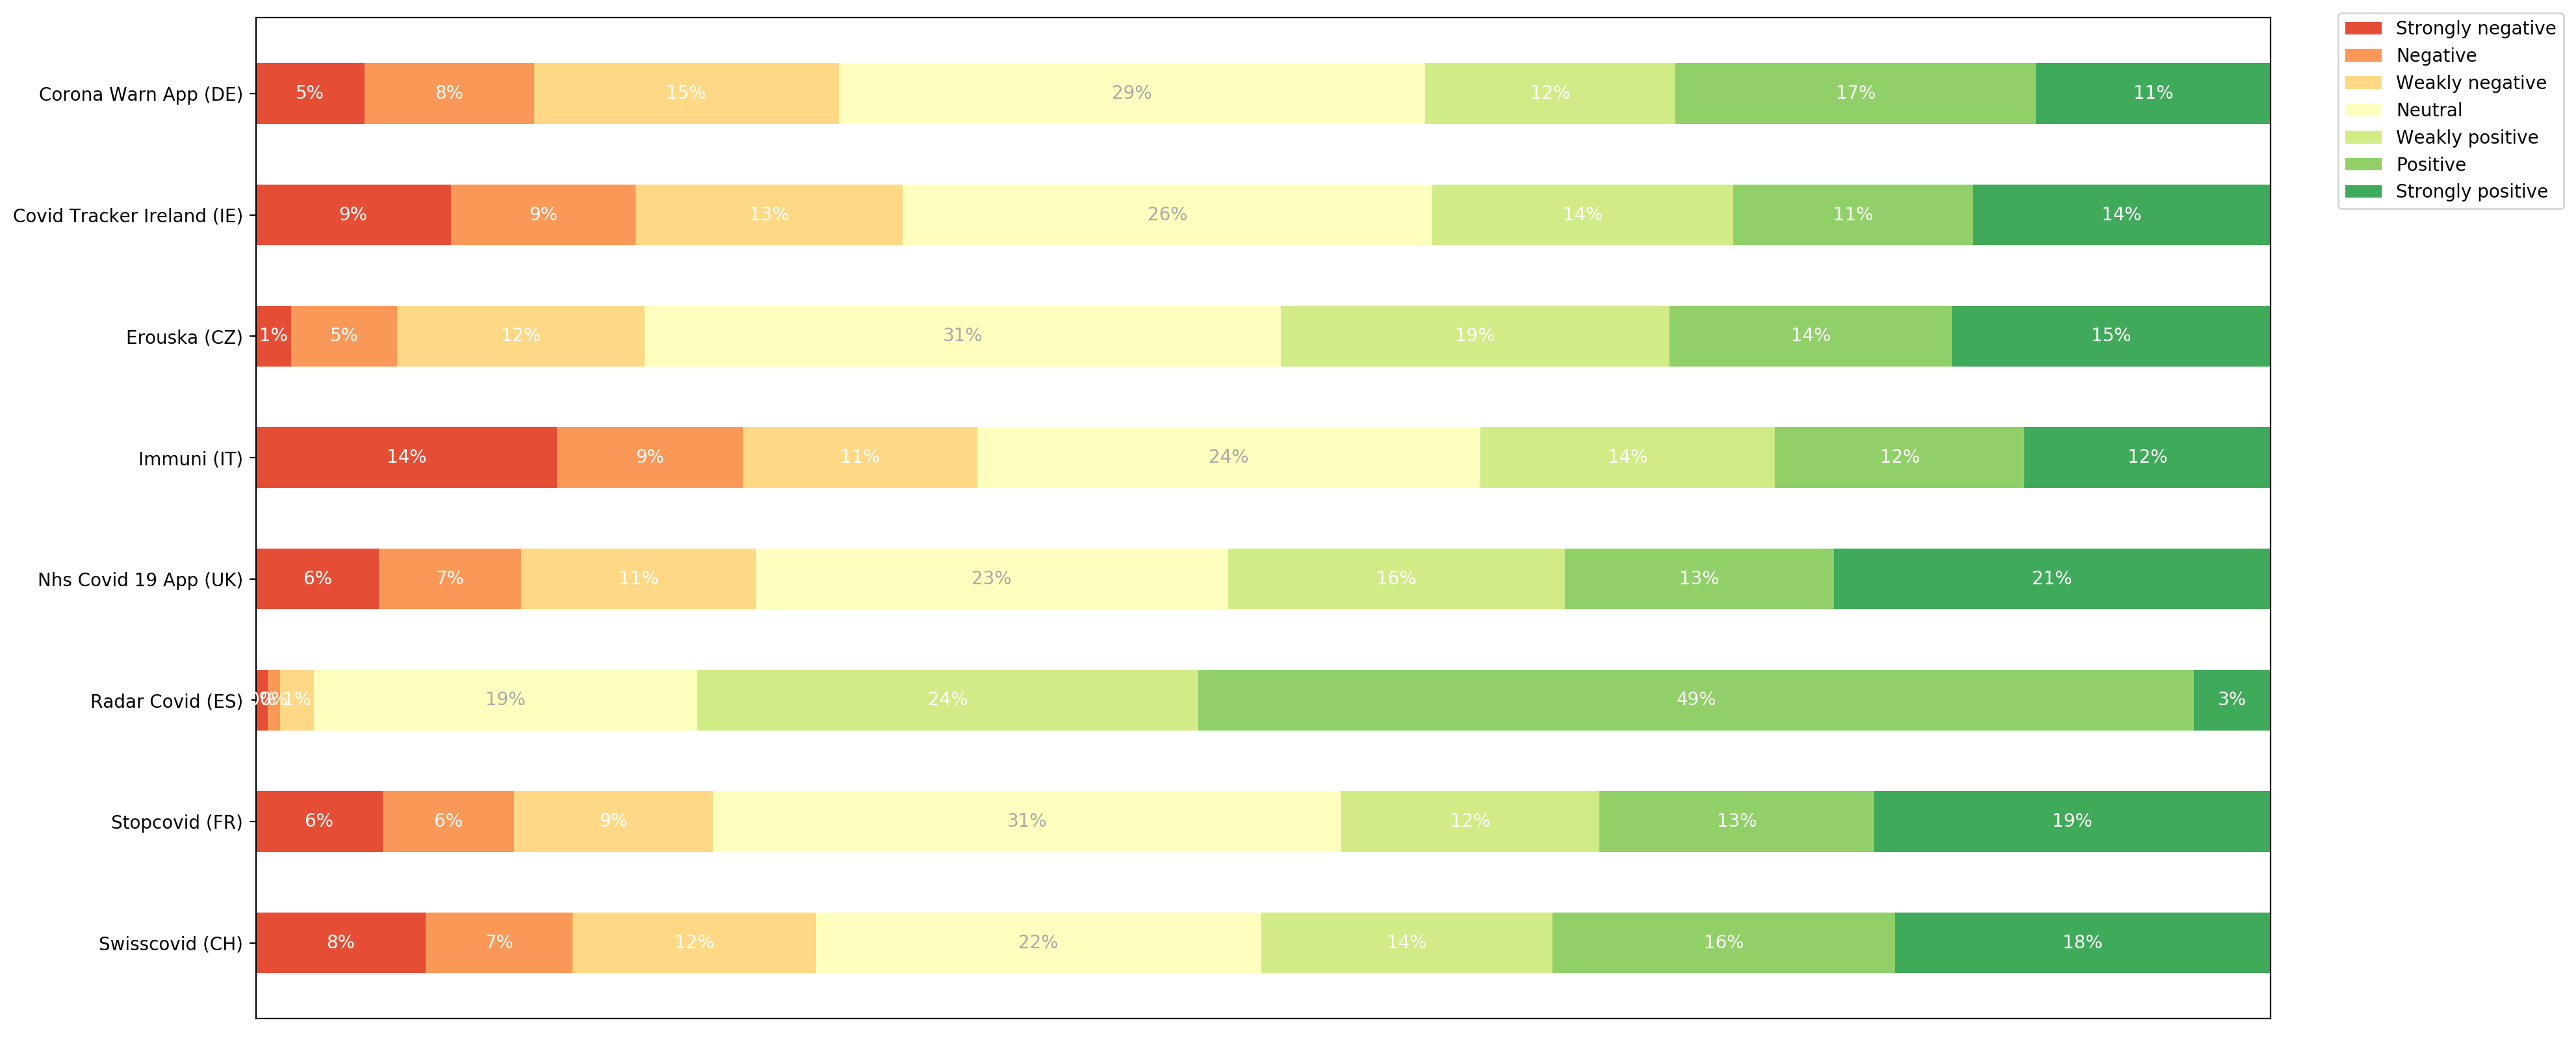 Strongly negative
Negative
Weakly negative
Neutral
Weakly positive
Positive
Strongly positive
Corona Warn App (DE) 5% 8% 15% 29% 12% 17% 11%
Covid Tracker Ireland (IE) 9% 9% 13% 26% 14% 11% 14%
Erouska (CZ) 1% 5% 12% 31% 19% 14% 15%
Immuni (IT) 14% 9% 11% 24% 14% 12% 12%
Nhs Covid 19 App (UK) 6% 7% 11% 23% 16% 13% 21%
Radar Covid (ES) 0% 0% 1% 19% 24% 49% 3%
Stopcovid (FR) 6% 6% 9% 31% 12% 13% 19%
Swisscovid (CH) 8% 7% 12% 22% 14% 16% 18%